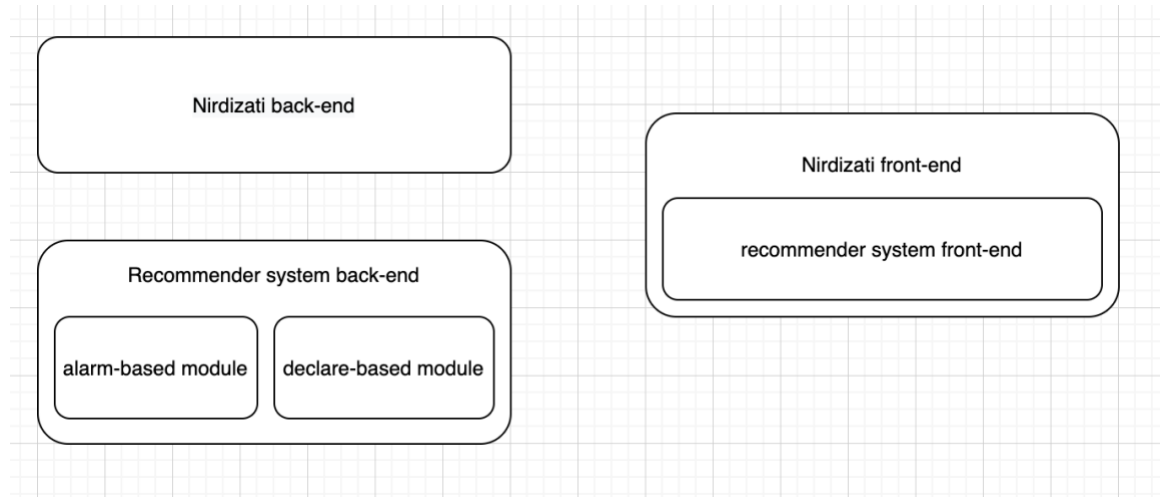 Nirdizati back-end
Nirdizati front-end
recommender system front-end
Recommender system back-end
alarm-based module
declare-based module